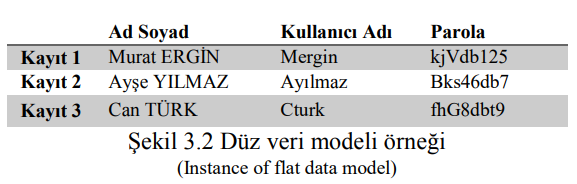 Ad Soyad Kullanıcı Adı Parola
Kayıt 1 Murat ERGİN Mergin kjVdb125
Kayıt 2 Ayşe YILMAZ Ayılmaz Bks46db7
Kayıt 3 Can TÜRK Cturk fhG8dbt9
Şekil 3.2 Düz veri modeli örneği
(Instance of flat data model)